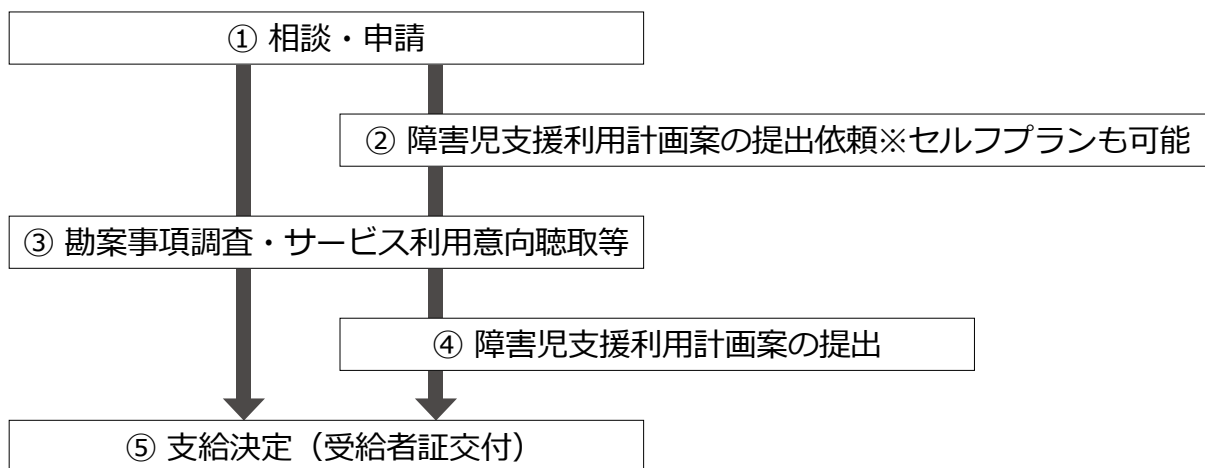 ① 相談・申請
② 障害児支援利用計画案の提出依頼※セルフプランも可能
③ 勘案事項調査・サービス利用意向聴取等
④ 障害児支援利用計画案の提出
⑤ 支給決定（受給者証交付）